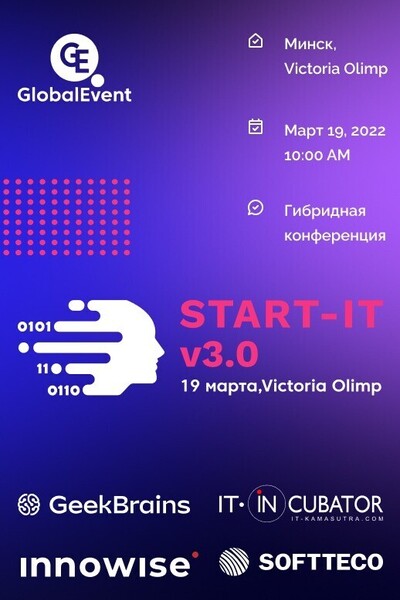 GE
GlobalEvent
Минск,
Victoria Olimp
Март 19, 2022
10:00 AM
Гибридная
конференция
0101
11
0110
START-IT
v3.0
19 марта,Victoria Olimp
GeekBrains
IT·INCUBATOR
IT-KAMASUTRA.COM
ınnowıse
SOFTTECO